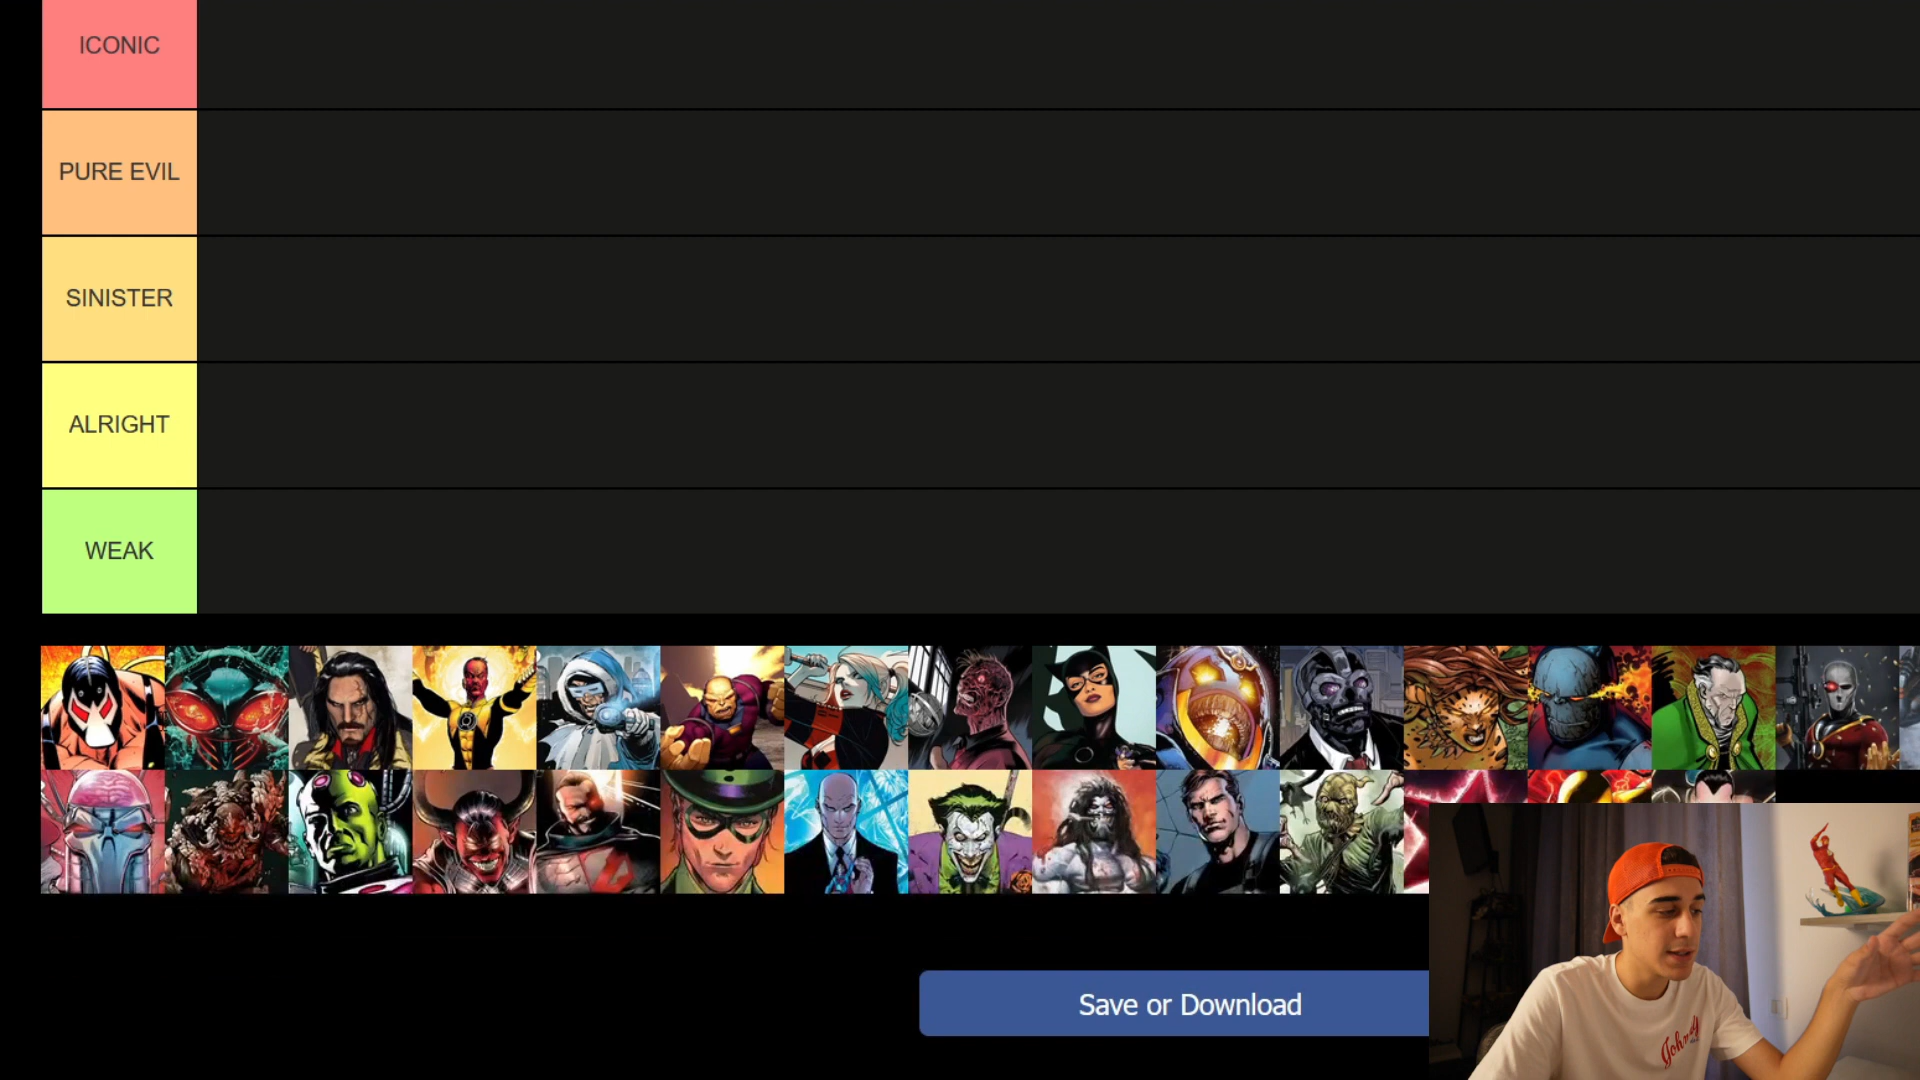 ICONIC
PURE EVIL
SINISTER
ALRIGHT
WEAK
Save or Download